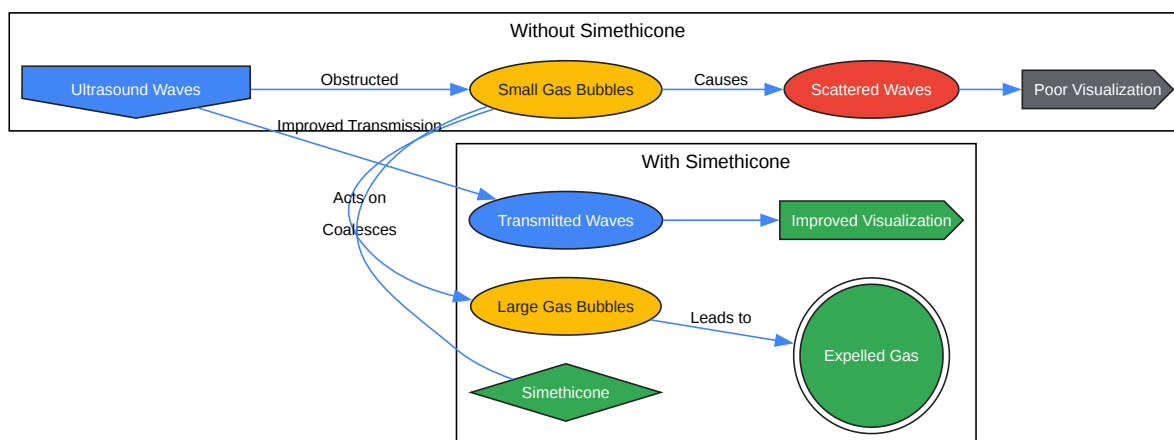 Without Simethicone
Ultrasound Waves
Obstructed
Small Gas Bubbles
Causes
Scattered Waves
Poor Visualization
Improved Transmission
With Simethicone
Acts on
Coalesces
Transmitted Waves
Improved Visualization
Large Gas Bubbles
Leads to
Expelled Gas
Simethicone